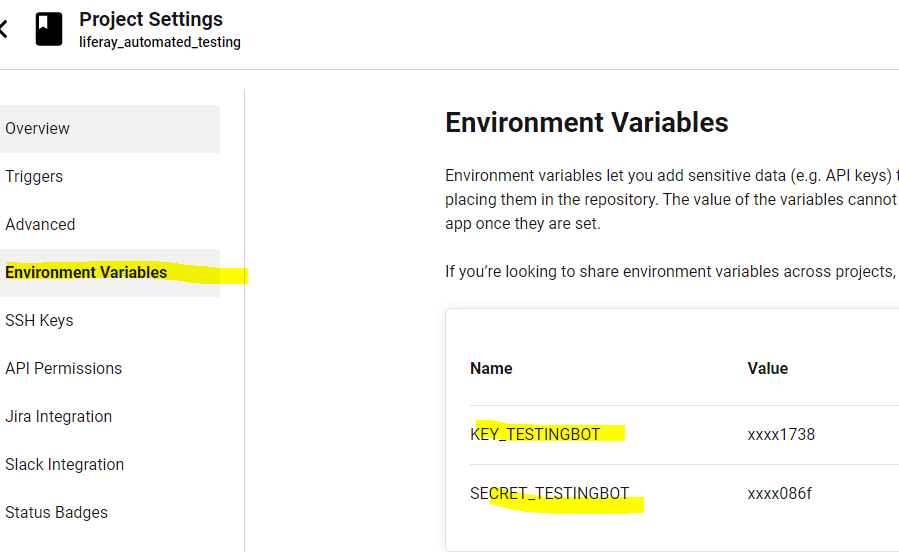 Project Settings
liferay_automated_testing
Overview
Triggers
Advanced
Environment Variables
SSH Keys
API Permissions
Jira Integration
Slack Integration
Status Badges
Environment Variables
Environment variables let you add sensitive data (e.g. API keys) t
placing them in the repository. The value of the variables cannot
app once they are set.
If you’re looking to share environment variables across projects,
Name Value
KEY_TESTINGBOT xxxx1738
SECRET_TESTINGBOT xxxx086f